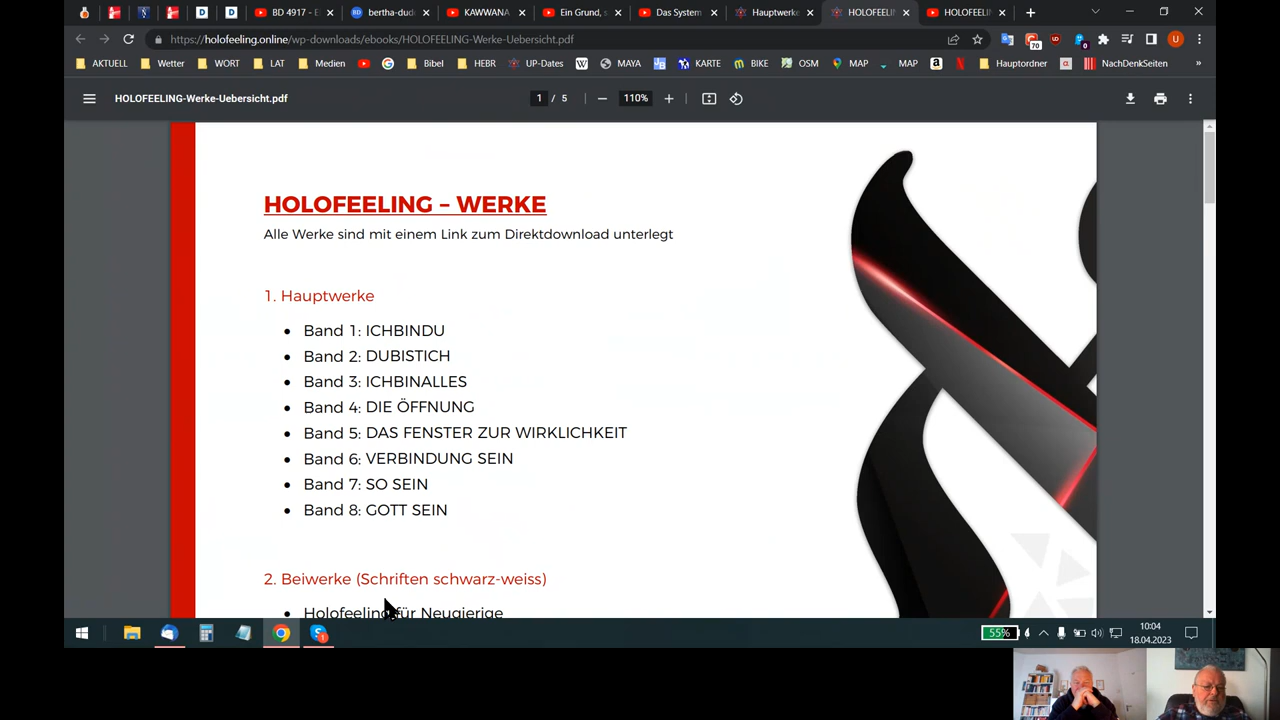 BD 4917 - E
bertha-dud
KAWWANA
Ein Grund, s
Das System
Hauptwerke
HOLOFEELIN
HOLOFEELIN
https://holofeeling.online/wp-downloads/ebooks/HOLOFEELING-Werke-Uebersicht.pdf
70
0
U
AKTUELL
Wetter
WORT
LAT
Medien
Bibel
HEBR
UP-Dates
MAYA
KARTE
BIKE
OSM
MAP
MAP
Hauptordner
NachDenkSeiten
»
HOLOFEELING-Werke-Uebersicht.pdf
1 / 5
110%
HOLOFEELING – WERKE
Alle Werke sind mit einem Link zum Direktdownload unterlegt
1. Hauptwerke
• Band 1: ICHBINDU
• Band 2: DUBISTICH
• Band 3: ICHBINALLES
• Band 4: DIE ÖFFNUNG
• Band 5: DAS FENSTER ZUR WIRKLICHKEIT
• Band 6: VERBINDUNG SEIN
• Band 7: SO SEIN
• Band 8: GOTT SEIN
2. Beiwerke (Schriften schwarz-weiss)
• Holofeeling für Neugierige
55%
10:04
18.04.2023